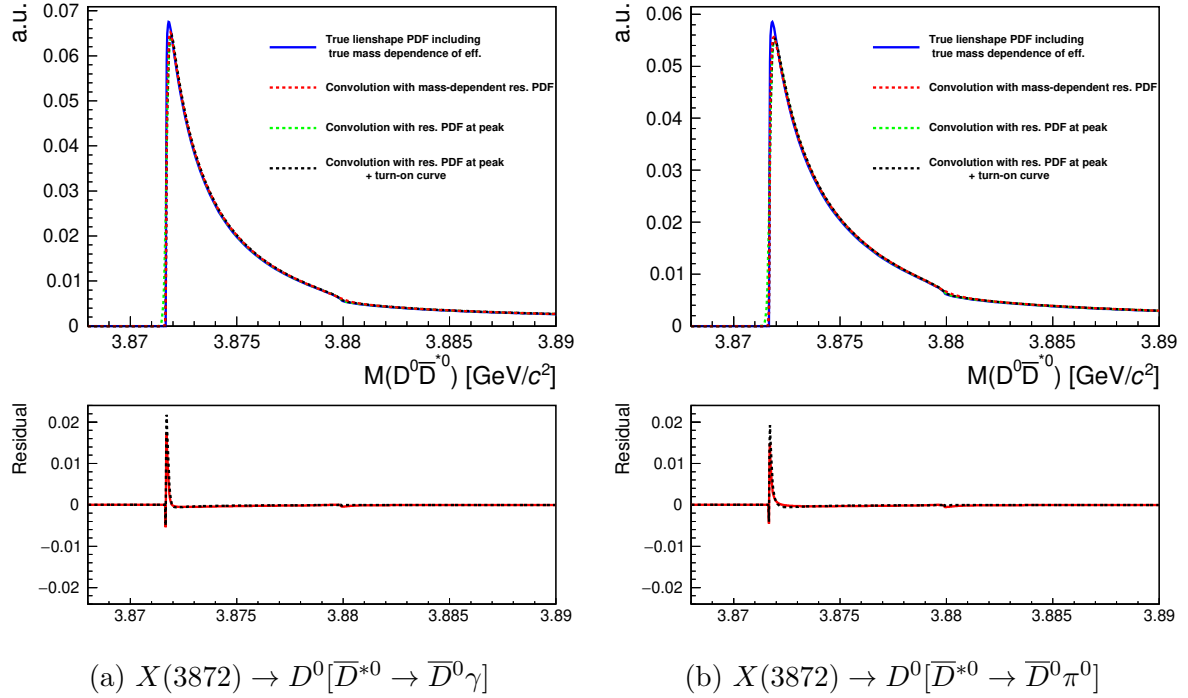 a.u.
0.07
0.06
0.05
0.04
0.03
0.02
0.01
0
True lienshape PDF including
true mass dependence of eff.
Convolution with mass-dependent res. PDF
Convolution with res. PDF at peak
Convolution with res. PDF at peak
+ turn-on curve
3.87 3.875 3.88 3.885 3.89
M(D⁰D̅*⁰) [GeV/c²]
Residual
0.02
0.01
0
−0.01
−0.02
3.87 3.875 3.88 3.885 3.89
(a) X(3872) → D⁰[D̅*⁰ → D̅⁰γ]
a.u.
0.06
0.05
0.04
0.03
0.02
0.01
0
True lienshape PDF including
true mass dependence of eff.
Convolution with mass-dependent res. PDF
Convolution with res. PDF at peak
Convolution with res. PDF at peak
+ turn-on curve
3.87 3.875 3.88 3.885 3.89
M(D⁰D̅*⁰) [GeV/c²]
Residual
0.02
0.01
0
−0.01
−0.02
3.87 3.875 3.88 3.885 3.89
(b) X(3872) → D⁰[D̅*⁰ → D̅⁰π⁰]